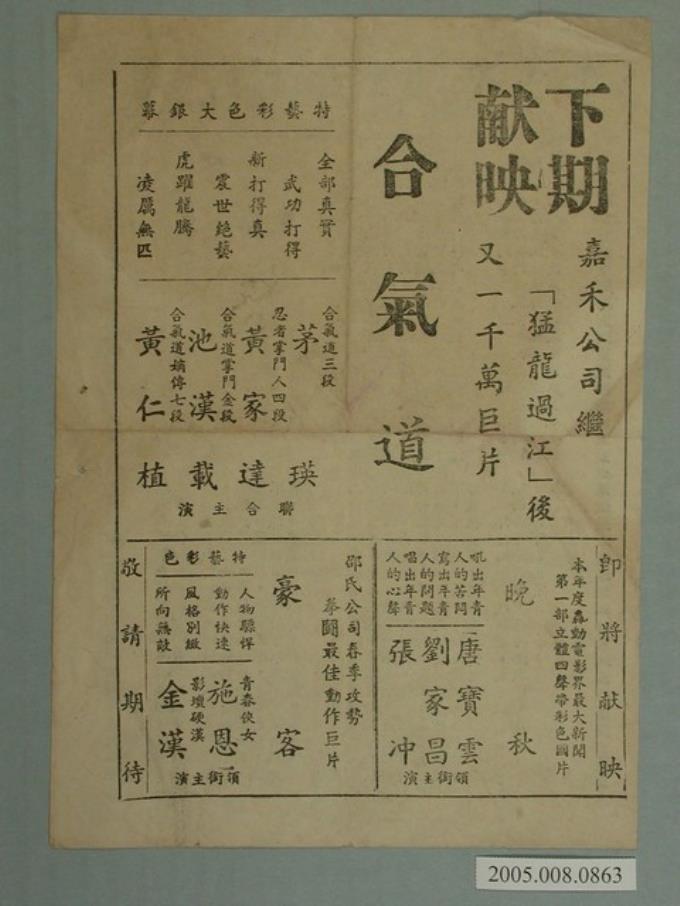 下期
献映
嘉禾公司繼
「猛龍過江」後
又一千萬巨片
合氣道
特藝彩色大銀幕
全部真實
武功打得
新打得真
震世絕藝
虎躍龍騰
凌厲無匹
合氣道三段
茅瑛
忍者掌門人四段
黃家達
合氣道掌門金段
池漢載
合氣道嫡傳七段
黃仁植
聯合主演
即將献映
本年度轟動電影界最大新聞
第一部立體四聲帶彩色國片
晚秋
吼出年青
人的苦悶
寫出年青
人的問題
唱出年青
人的心聲
唐寶雲
劉家昌
張冲
領銜主演
邵氏公司春季攻勢
拳鬪最佳動作巨片
豪客
特藝彩色
人物驃悍
動作快速
風格別緻
所向無敵
青春俠女
施恩
影壇硬漢
金漢
領銜主演
敬請期待
2005.008.0863